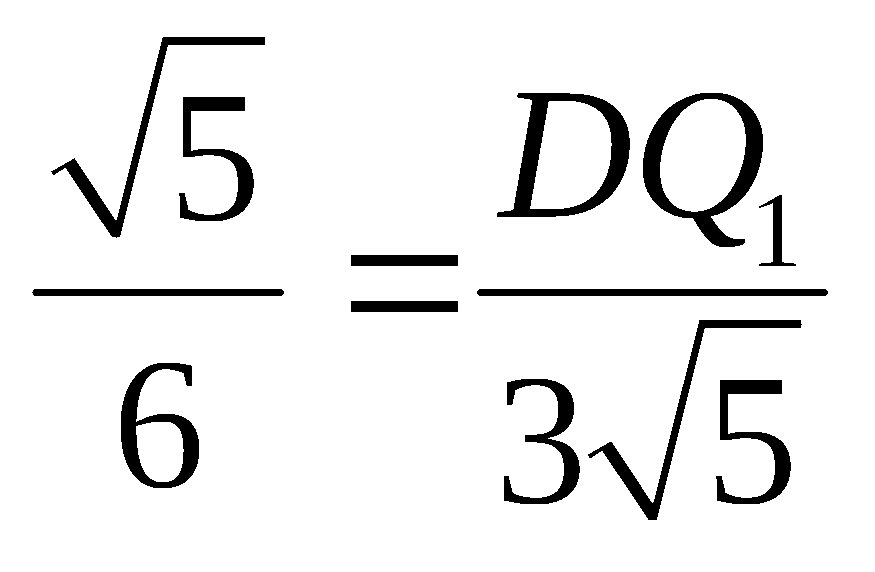 √5/6 = DQ₁/3√5